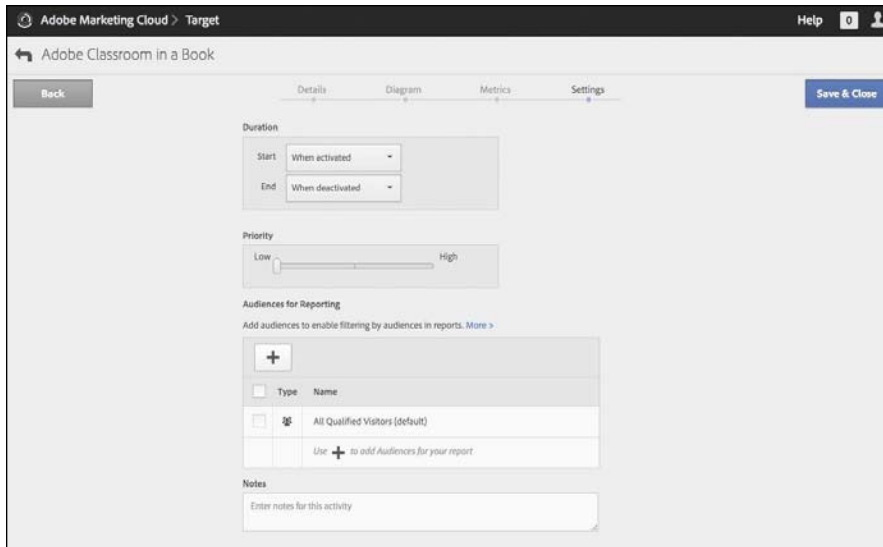 Adobe Marketing Cloud > Target
Help 0
Adobe Classroom in a Book
Back
Details Diagram Metrics Settings
Save & Close
Duration
Start When activated
End When deactivated
Priority
Low High
Audiences for Reporting
Add audiences to enable filtering by audiences in reports. More >
Type Name
All Qualified Visitors (default)
Use + to add Audiences for your report
Notes
Enter notes for this activity